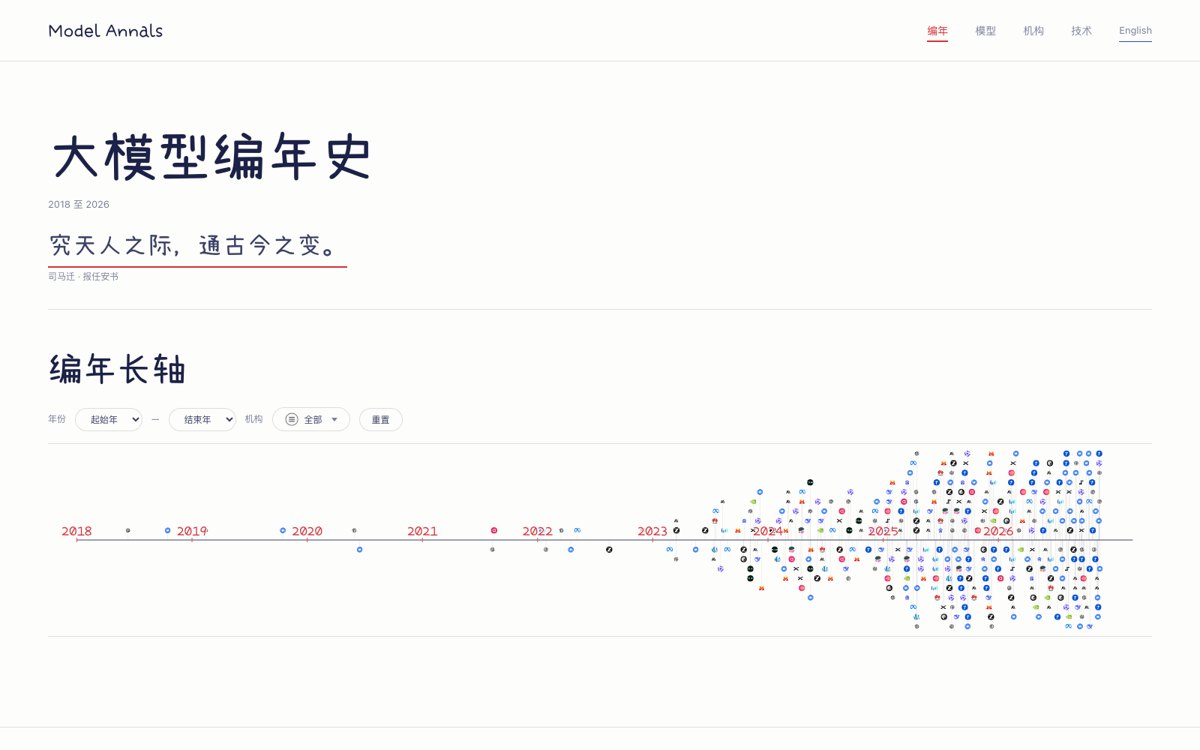 Model Annals
编年 模型 机构 技术 English
大模型编年史
2018 至 2026
究天人之际，通古今之变。
司马迁 · 报任安书
编年长轴
年份 起始年 — 结束年 机构 全部 重置
2018 2019 2020 2021 2022 2023 2024 2025 2026